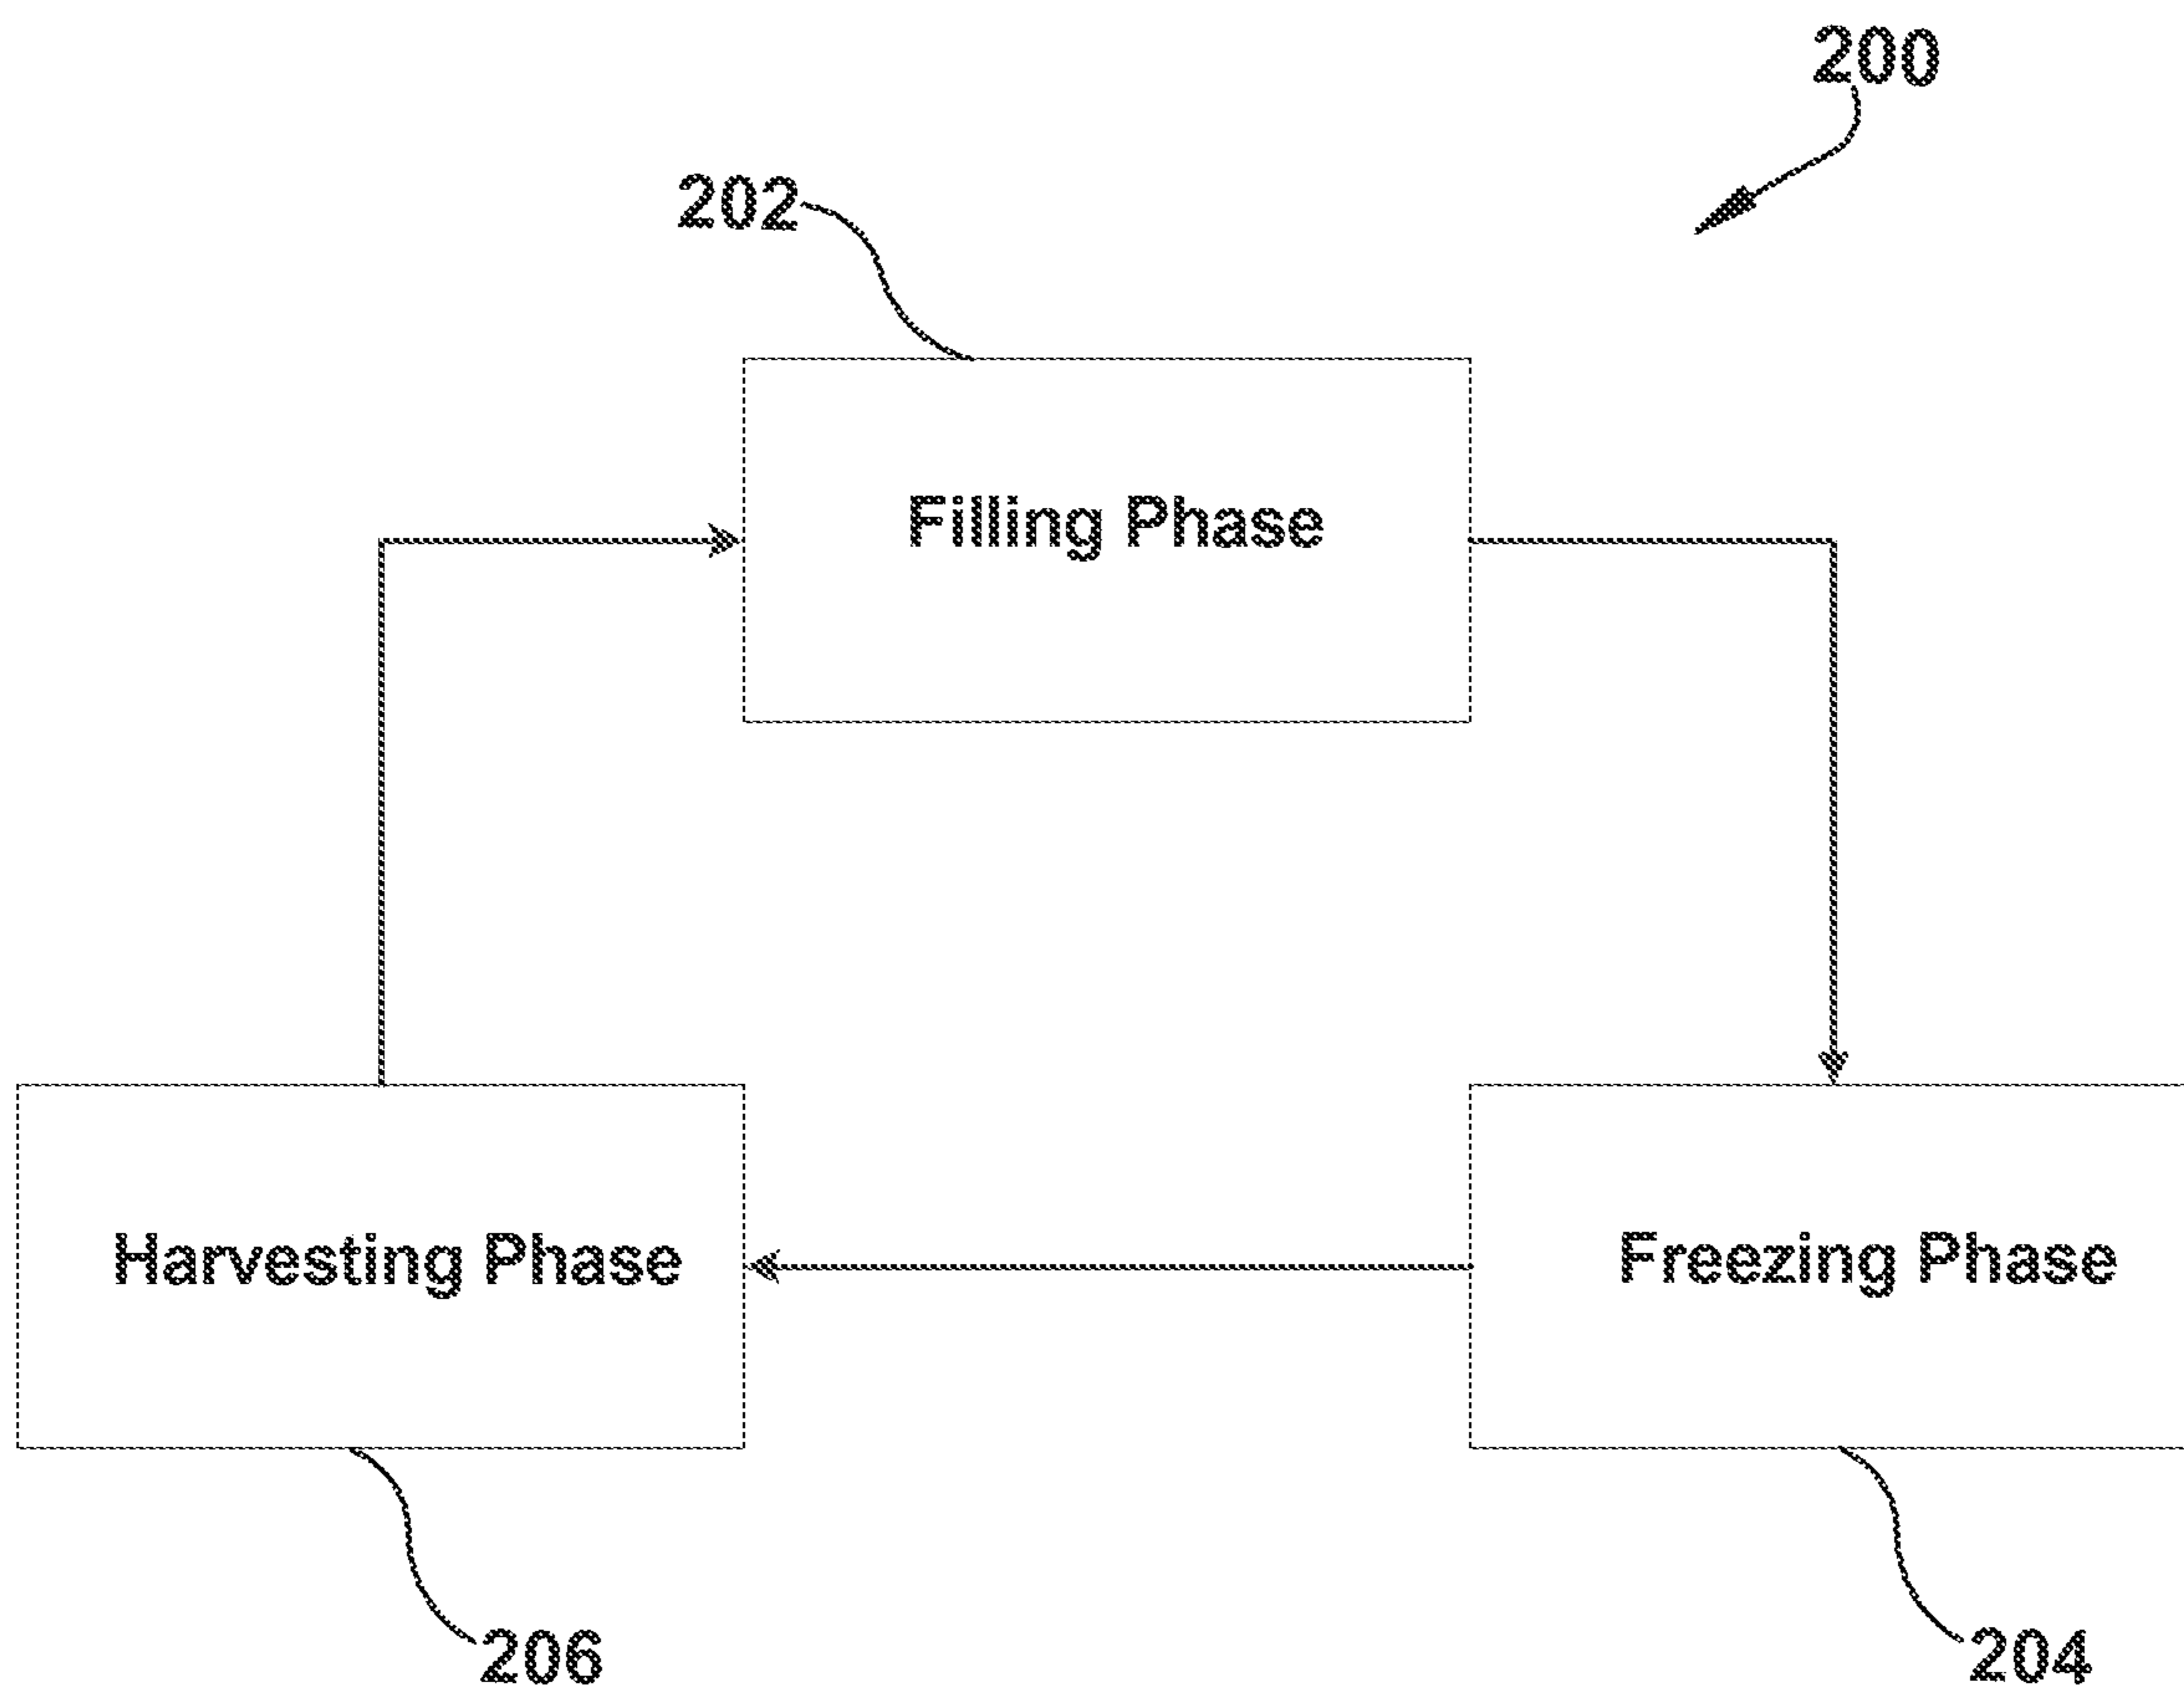 200
202
Filling Phase
Harvesting Phase
Freezing Phase
206
204